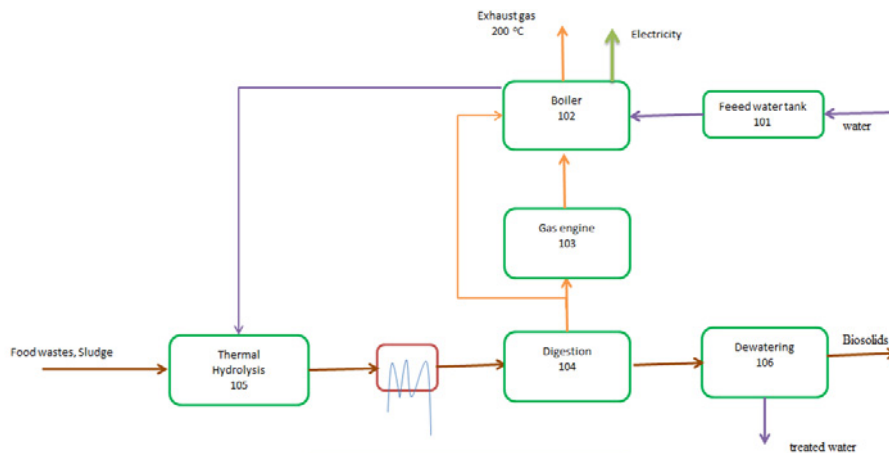 Exhaust gas
200 °C
Electricity
Boiler
102
Feeed water tank
101
water
Gas engine
103
Food wastes, Sludge
Thermal
Hydrolysis
105
Digestion
104
Dewatering
106
Biosolids
treated water